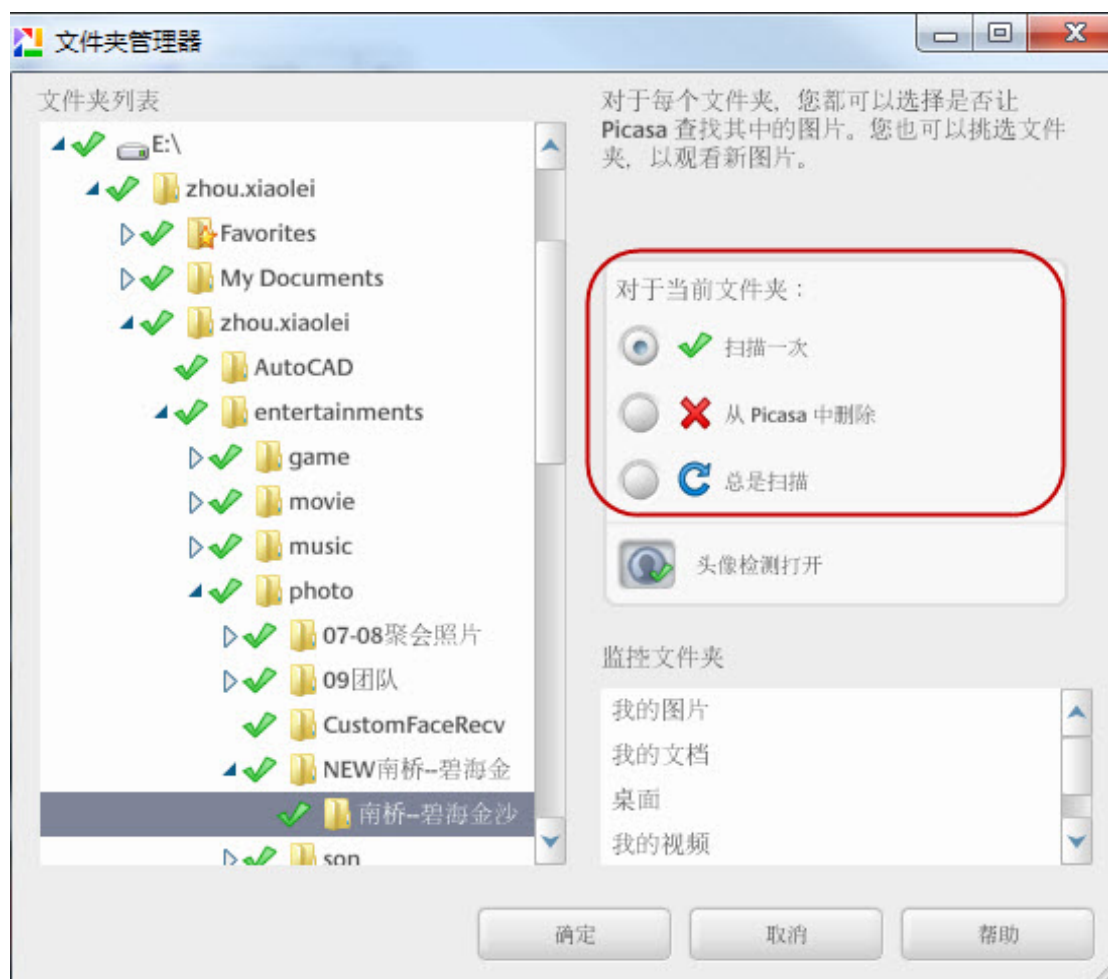 文件夹管理器
文件夹列表
E:\
zhou.xiaolei
Favorites
My Documents
zhou.xiaolei
AutoCAD
entertainments
game
movie
music
photo
07-08聚会照片
09团队
CustomFaceRecv
NEW南桥--碧海金
南桥--碧海金沙
son
对于每个文件夹，您都可以选择是否让
Picasa 查找其中的图片。您也可以挑选文件
夹，以观看新图片。
对于当前文件夹：
扫描一次
从 Picasa 中删除
总是扫描
头像检测打开
监控文件夹
我的图片
我的文档
桌面
我的视频
确定
取消
帮助